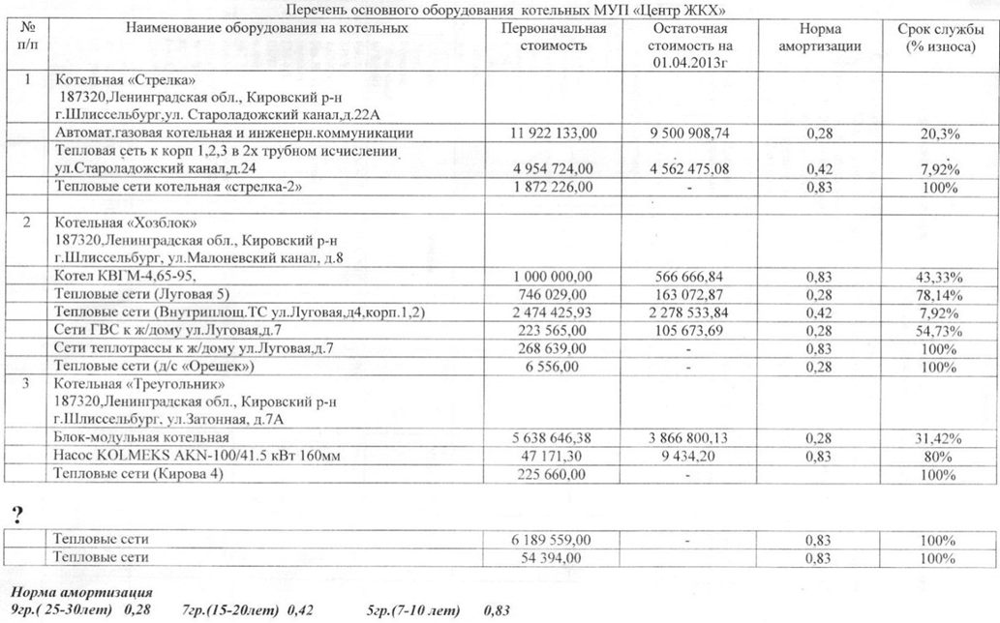 Перечень основного оборудования котельных МУП «Центр ЖКХ»
№ п/п Наименование оборудования на котельных Первоначальная стоимость Остаточная стоимость на 01.04.2013г Норма амортизации Срок службы (% износа)
1 Котельная «Стрелка»
187320,Ленинградская обл., Кировский р-н
г.Шлиссельбург,ул. Староладожский канал,д.22А
Автомат.газовая котельная и инженерн.коммуникации 11 922 133,00 9 500 908,74 0,28 20,3%
Тепловая сеть к корп 1,2,3 в 2х трубном исчислении
ул.Староладожский канал,д.24 4 954 724,00 4 562 475,08 0,42 7,92%
Тепловые сети котельная «стрелка-2» 1 872 226,00 - 0,83 100%
2 Котельная «Хозблок»
187320,Ленинградская обл., Кировский р-н
г.Шлиссельбург, ул.Малоневский канал, д.8
Котел КВГМ-4,65-95, 1 000 000,00 566 666,84 0,83 43,33%
Тепловые сети (Луговая 5) 746 029,00 163 072,87 0,28 78,14%
Тепловые сети (Внутриплощ.ТС ул.Луговая,д4,корп.1,2) 2 474 425,93 2 278 533,84 0,42 7,92%
Сети ГВС к ж/дому ул.Луговая,д.7 223 565,00 105 673,69 0,28 54,73%
Сети теплотрассы к ж/дому ул.Луговая,д.7 268 639,00 - 0,83 100%
Тепловые сети (д/с «Орешек») 6 556,00 - 0,28 100%
3 Котельная «Треугольник»
187320,Ленинградская обл., Кировский р-н
г.Шлиссельбург, ул.Затонная, д.7А
Блок-модульная котельная 5 638 646,38 3 866 800,13 0,28 31,42%
Насос KOLMEKS AKN-100/41.5 кВт 160мм 47 171,30 9 434,20 0,83 80%
Тепловые сети (Кирова 4) 225 660,00 - 100%
?
Тепловые сети 6 189 559,00 - 0,83 100%
Тепловые сети 54 394,00 0,83 100%
Норма амортизация
9гр.( 25-30лет) 0,28 7гр.(15-20лет) 0,42 5гр.(7-10 лет) 0,83